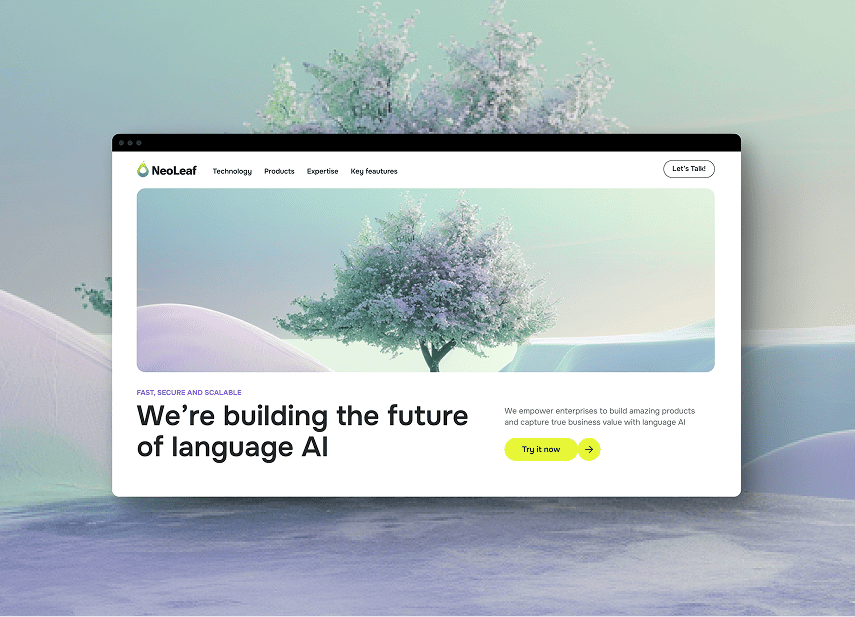 NeoLeaf
Technology
Products
Expertise
Key feautures
Let's Talk!
FAST, SECURE AND SCALABLE
We're building the future
of language AI
We empower enterprises to build amazing products
and capture true business value with language AI
Try it now